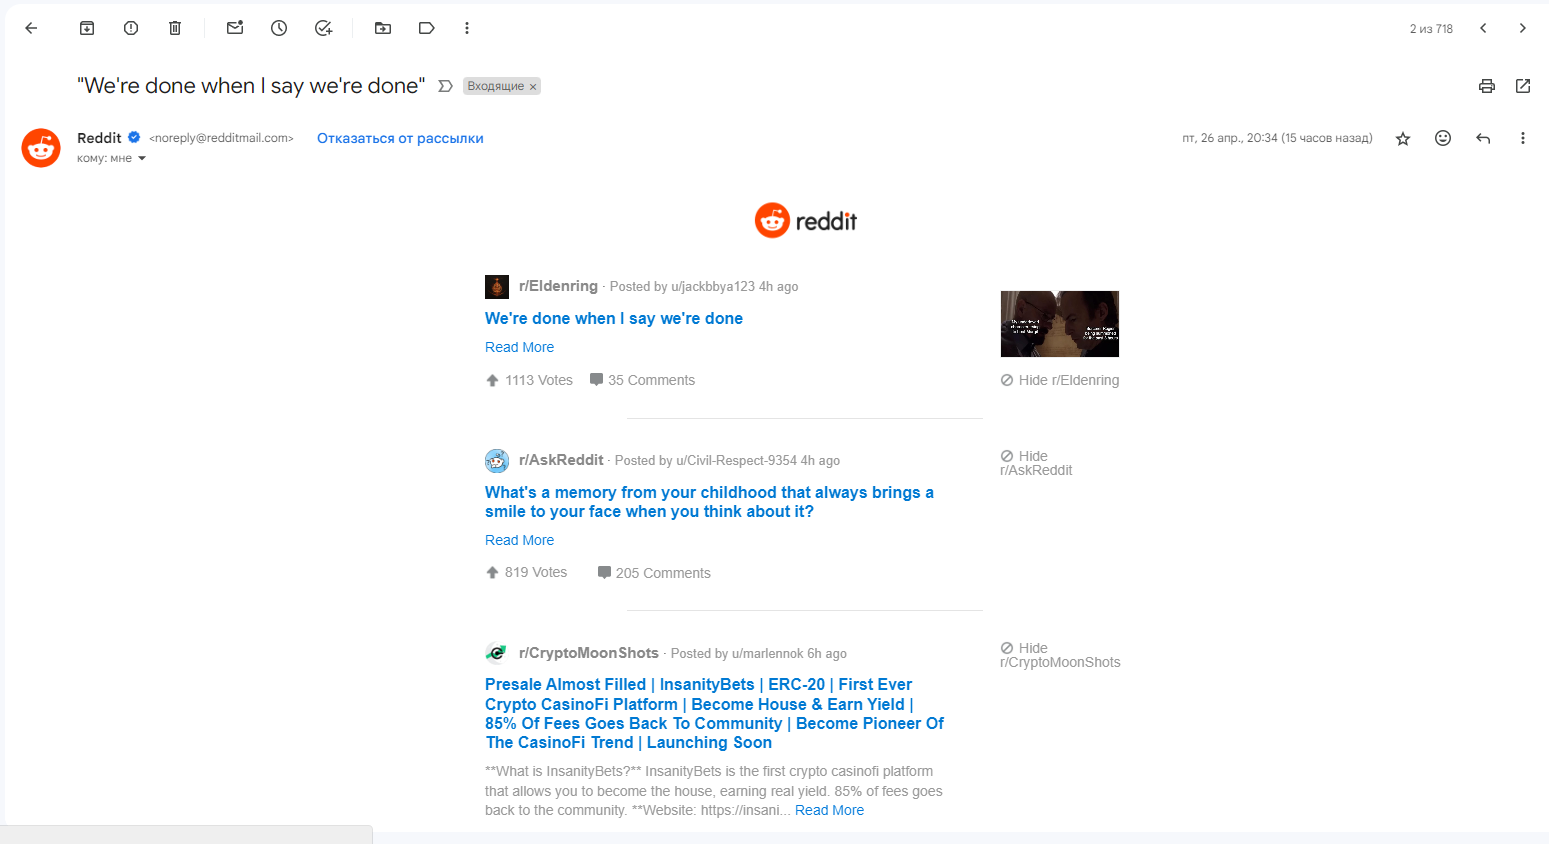 2 из 718
"We're done when I say we're done" Входящие ×
Reddit <noreply@redditmail.com> Отказаться от рассылки
пт, 26 апр., 20:34 (15 часов назад)
кому: мне
reddit
r/Eldenring · Posted by u/jackbbya123 4h ago
We're done when I say we're done
Read More
1113 Votes 35 Comments
being summoned
Hide r/Eldenring
r/AskReddit · Posted by u/Civil-Respect-9354 4h ago
Hide
r/AskReddit
What's a memory from your childhood that always brings a
smile to your face when you think about it?
Read More
819 Votes 205 Comments
r/CryptoMoonShots · Posted by u/marlennok 6h ago
Hide
r/CryptoMoonShots
Presale Almost Filled | InsanityBets | ERC-20 | First Ever
Crypto CasinoFi Platform | Become House & Earn Yield |
85% Of Fees Goes Back To Community | Become Pioneer Of
The CasinoFi Trend | Launching Soon
**What is InsanityBets?** InsanityBets is the first crypto casinofi platform
that allows you to become the house, earning real yield. 85% of fees goes
back to the community. **Website: https://insani... Read More